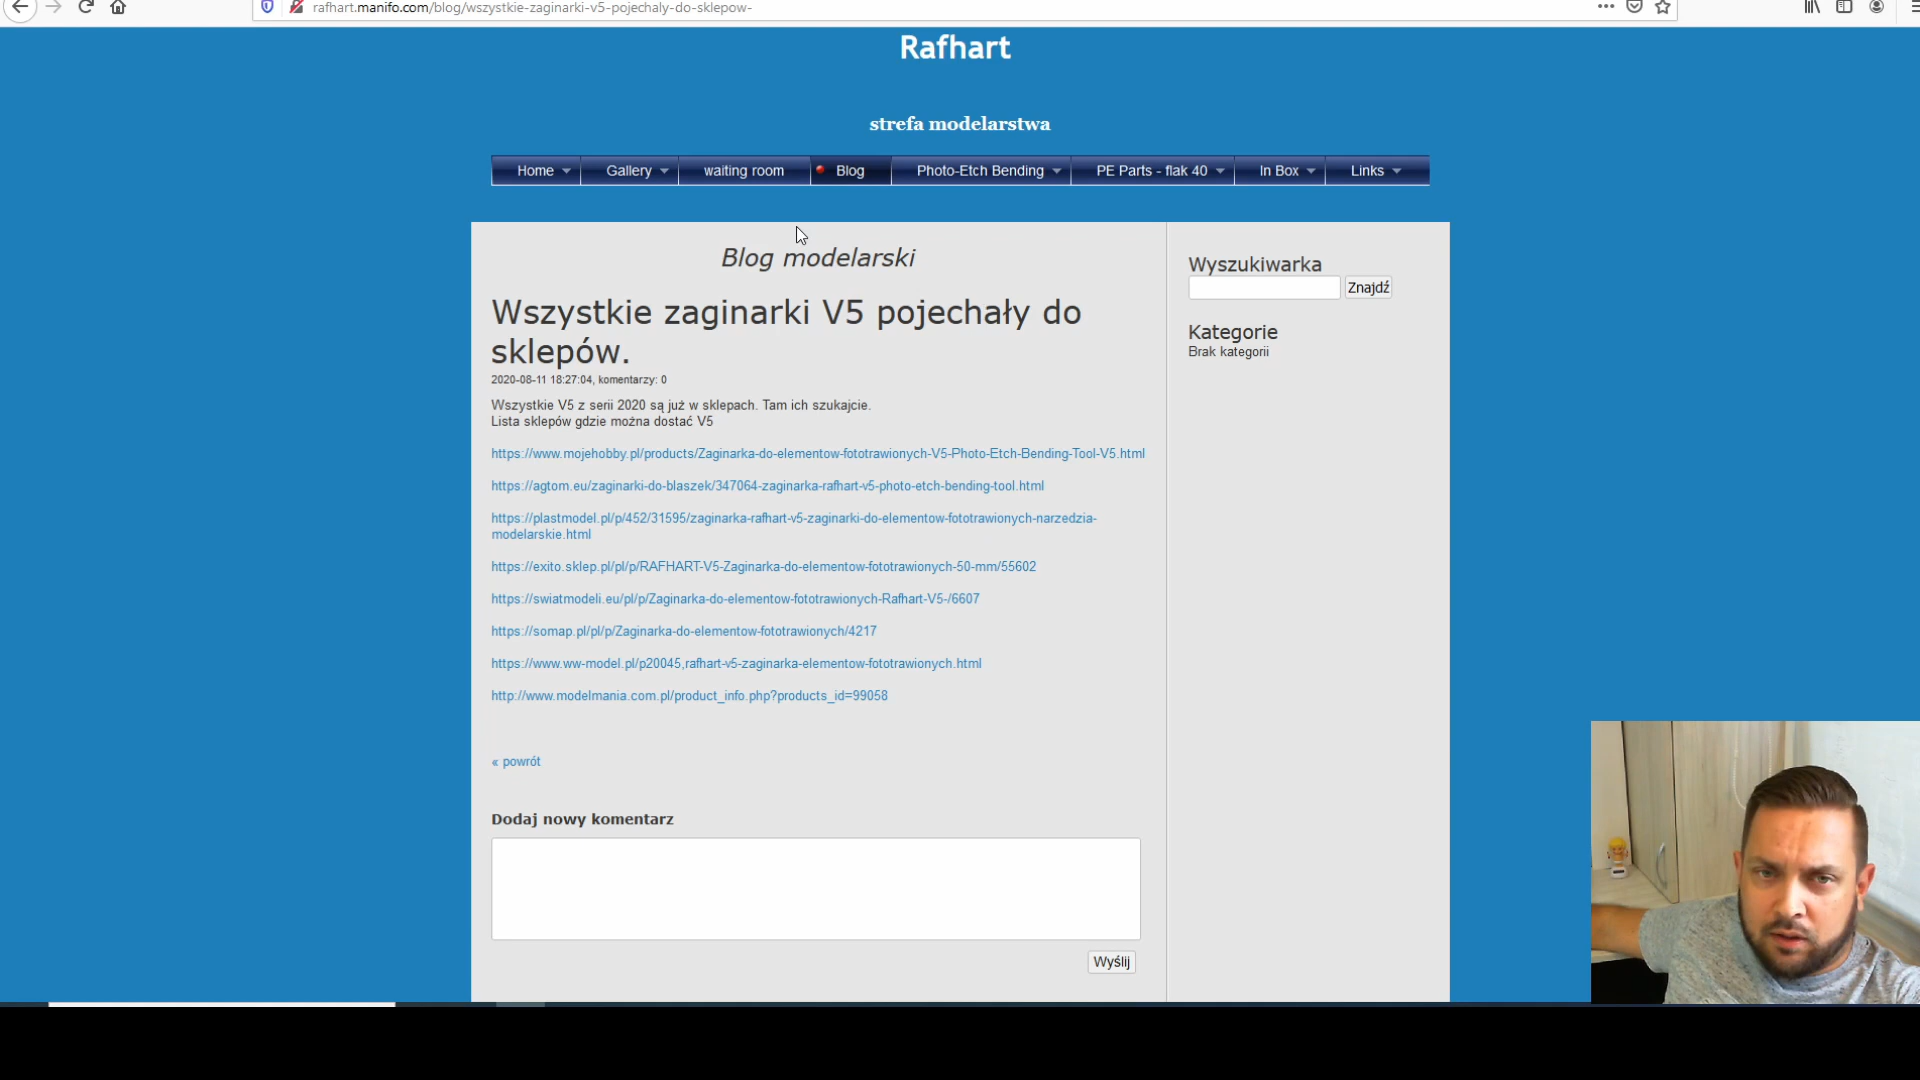 rafhart.manifo.com/blog/wszystkie-zaginarki-v5-pojechaly-do-sklepow-
Rafhart
strefa modelarstwa
Home
Gallery
waiting room
Blog
Photo-Etch Bending
PE Parts - flak 40
In Box
Links
Blog modelarski
Wszystkie zaginarki V5 pojechały do
sklepów.
2020-08-11 18:27:04, komentarzy: 0
Wszystkie V5 z serii 2020 są już w sklepach. Tam ich szukajcie.
Lista sklepów gdzie można dostać V5
https://www.mojehobby.pl/products/Zaginarka-do-elementow-fototrawionych-V5-Photo-Etch-Bending-Tool-V5.html
https://agtom.eu/zaginarki-do-blaszek/347064-zaginarka-rafhart-v5-photo-etch-bending-tool.html
https://plastmodel.pl/p/452/31595/zaginarka-rafhart-v5-zaginarki-do-elementow-fototrawionych-narzedzia-
modelarskie.html
https://exito.sklep.pl/pl/p/RAFHART-V5-Zaginarka-do-elementow-fototrawionych-50-mm/55602
https://swiatmodeli.eu/pl/p/Zaginarka-do-elementow-fototrawionych-Rafhart-V5-/6607
https://somap.pl/pl/p/Zaginarka-do-elementow-fototrawionych/4217
https://www.ww-model.pl/p20045,rafhart-v5-zaginarka-elementow-fototrawionych.html
http://www.modelmania.com.pl/product_info.php?products_id=99058
« powrót
Dodaj nowy komentarz
Wyślij
Wyszukiwarka
Znajdź
Kategorie
Brak kategorii